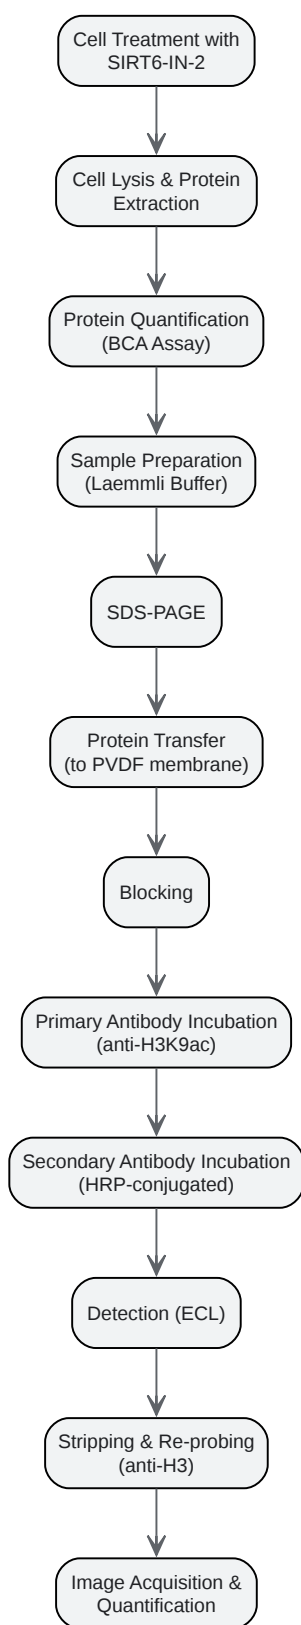 Cell Treatment with
SIRT6-IN-2
Cell Lysis & Protein
Extraction
Protein Quantification
(BCA Assay)
Sample Preparation
(Laemmli Buffer)
SDS-PAGE
Protein Transfer
(to PVDF membrane)
Blocking
Primary Antibody Incubation
(anti-H3K9ac)
Secondary Antibody Incubation
(HRP-conjugated)
Detection (ECL)
Stripping & Re-probing
(anti-H3)
Image Acquisition &
Quantification